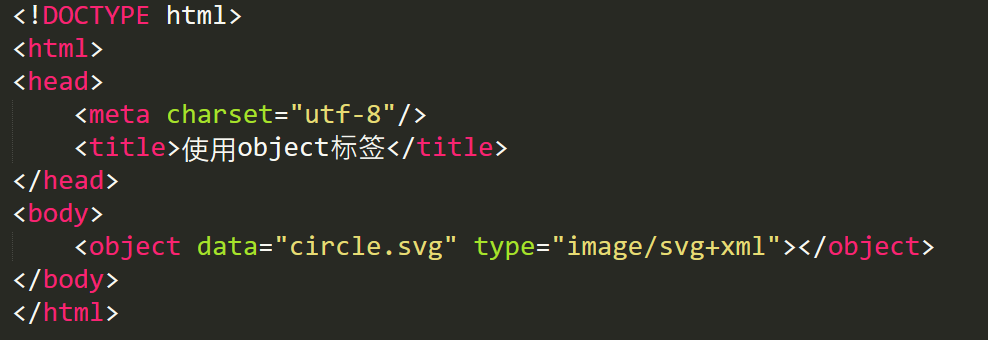 <!DOCTYPE html>
<html>
<head>
    <meta charset="utf-8"/>
    <title>使用object标签</title>
</head>
<body>
    <object data="circle.svg" type="image/svg+xml"></object>
</body>
</html>